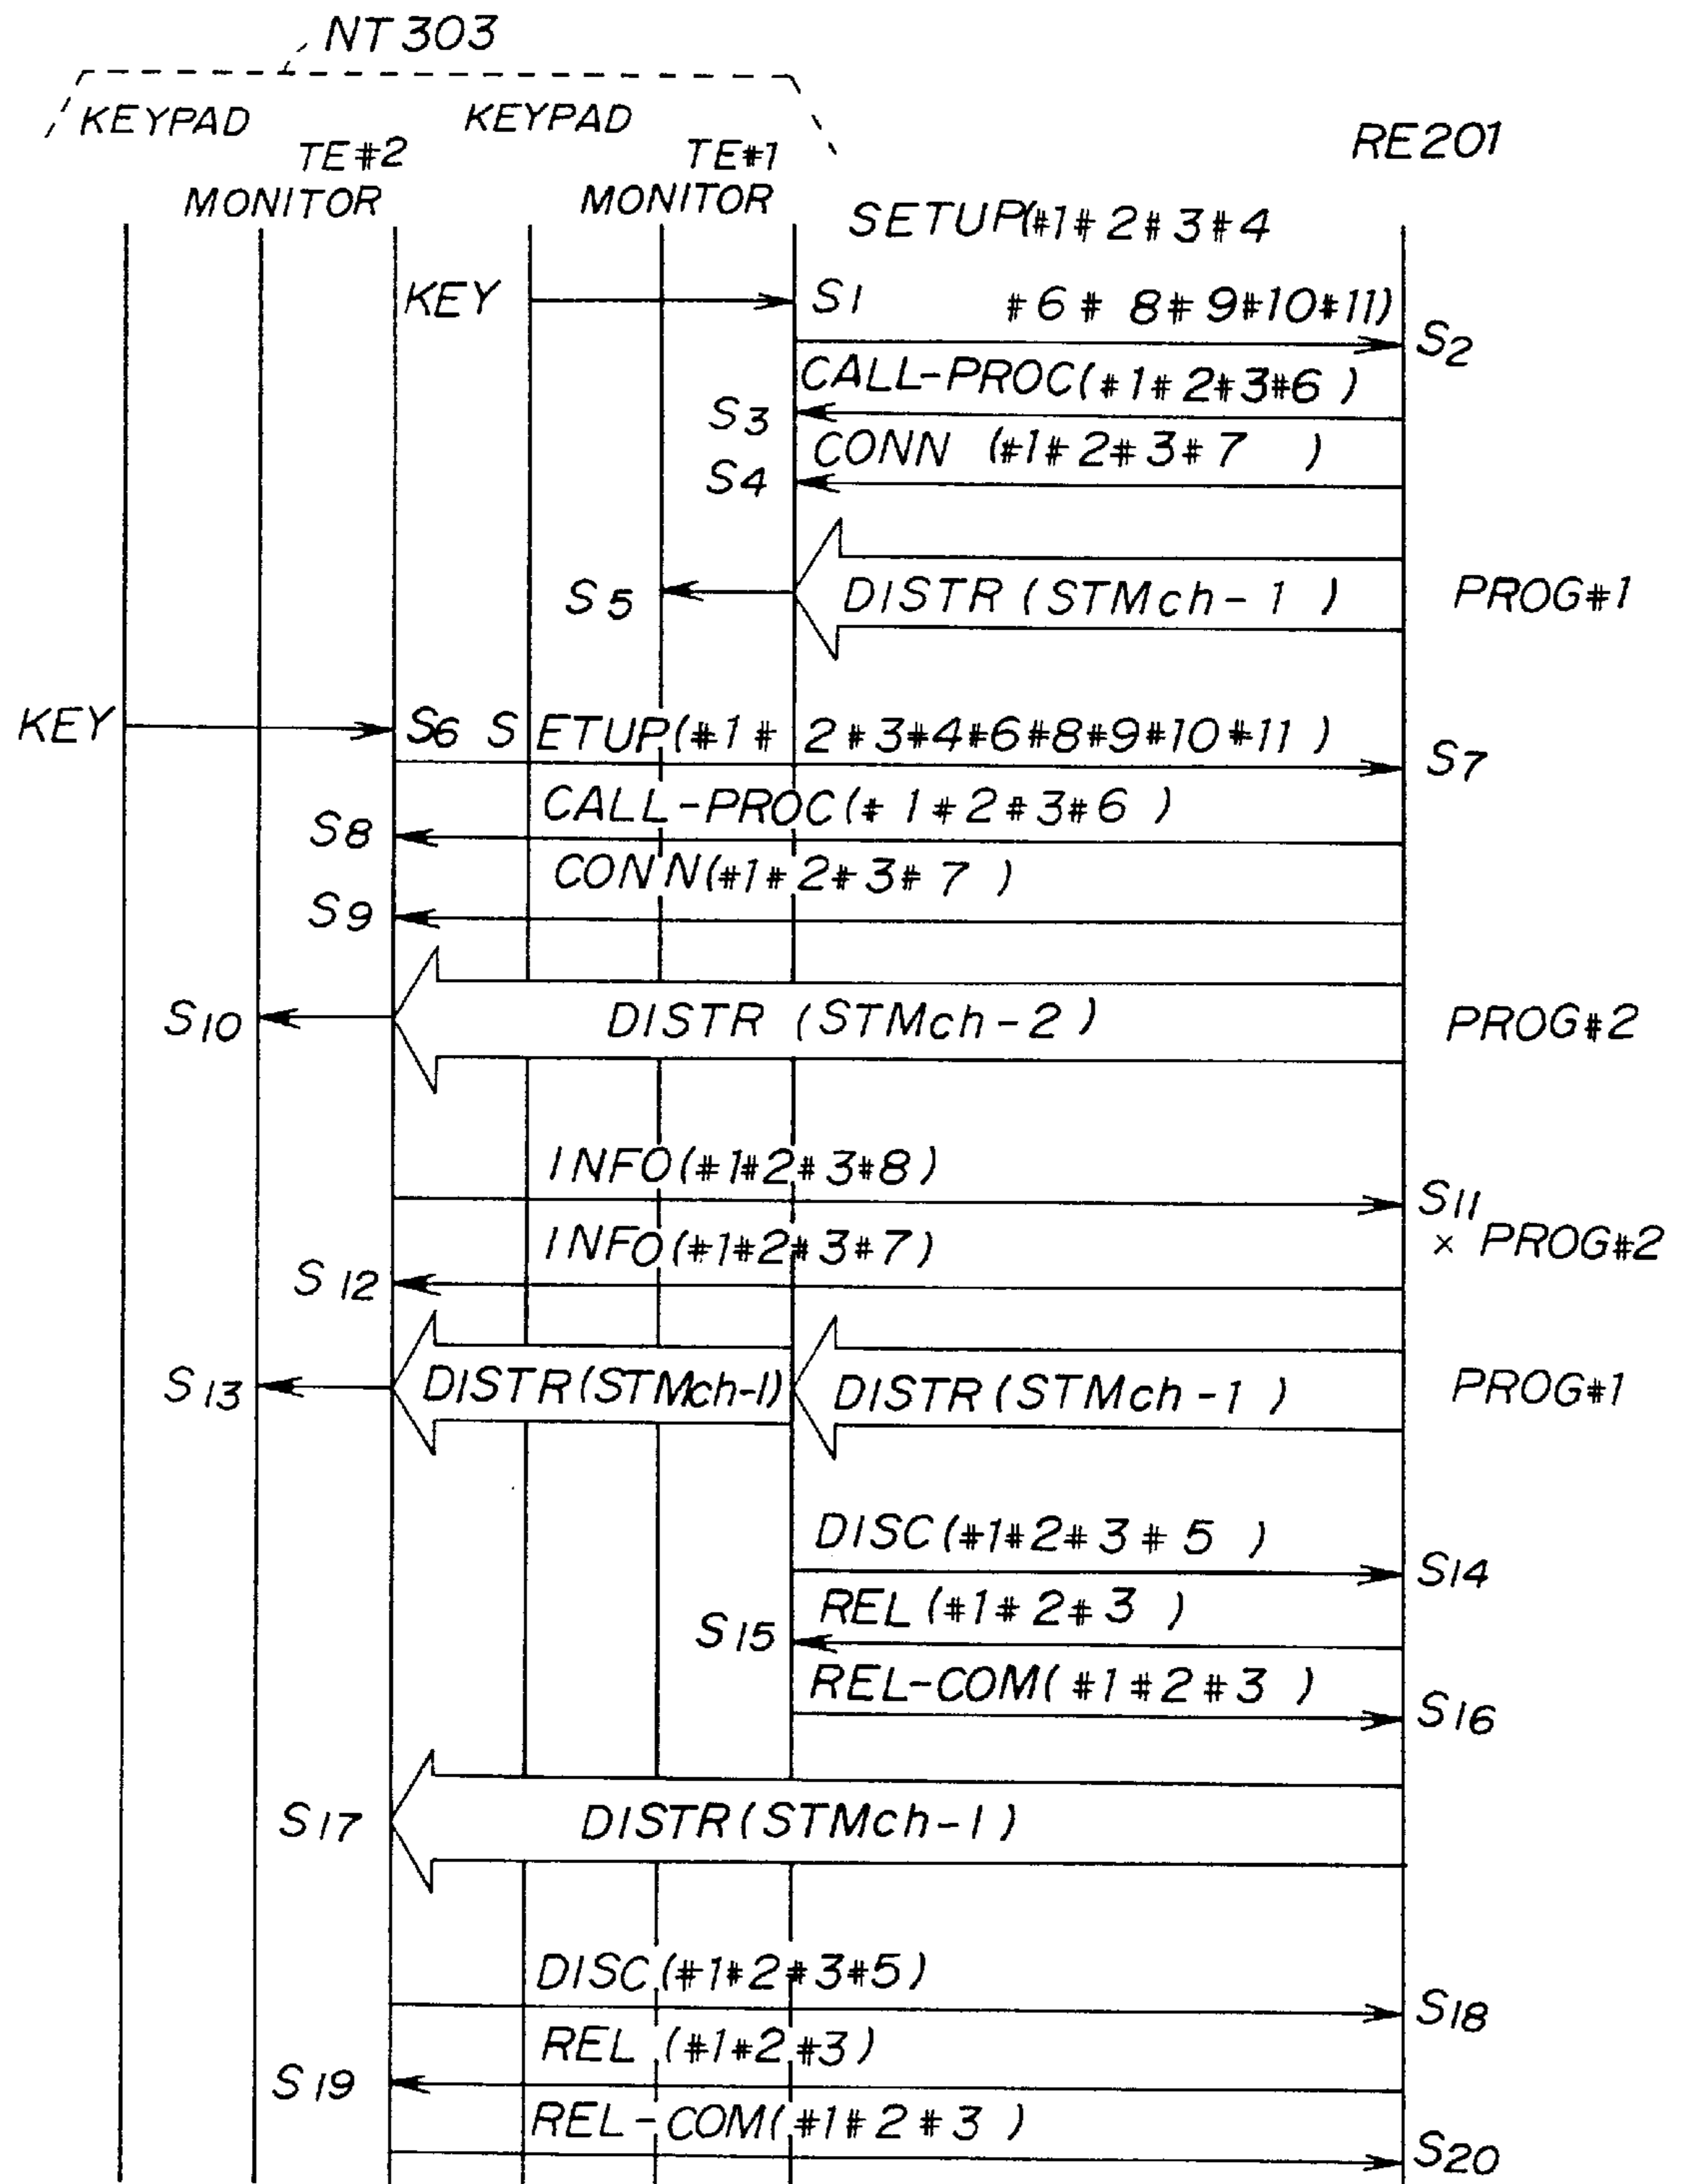 NT 303
KEYPAD KEYPAD
TE#2 TE#1 RE201
MONITOR MONITOR
SETUP(#1#2#3#4
KEY S1 #6#8#9#10#11)
S2
CALL-PROC(#1#2#3#6)
S3
CONN (#1#2#3#7)
S4
S5 DISTR (STMch-1) PROG#1
KEY S6 SETUP(#1#2#3#4#6#8#9#10#11)
S7
CALL-PROC(#1#2#3#6)
S8
CONN(#1#2#3#7)
S9
S10 DISTR (STMch-2) PROG#2
INFO(#1#2#3#8)
S11
INFO(#1#2#3#7) × PROG#2
S12
S13 DISTR(STMch-1) DISTR(STMch-1) PROG#1
DISC(#1#2#3#5)
S14
REL(#1#2#3)
S15
REL-COM(#1#2#3)
S16
S17 DISTR(STMch-1)
DISC(#1#2#3#5)
S18
REL (#1#2#3)
S19
REL-COM(#1#2#3)
S20